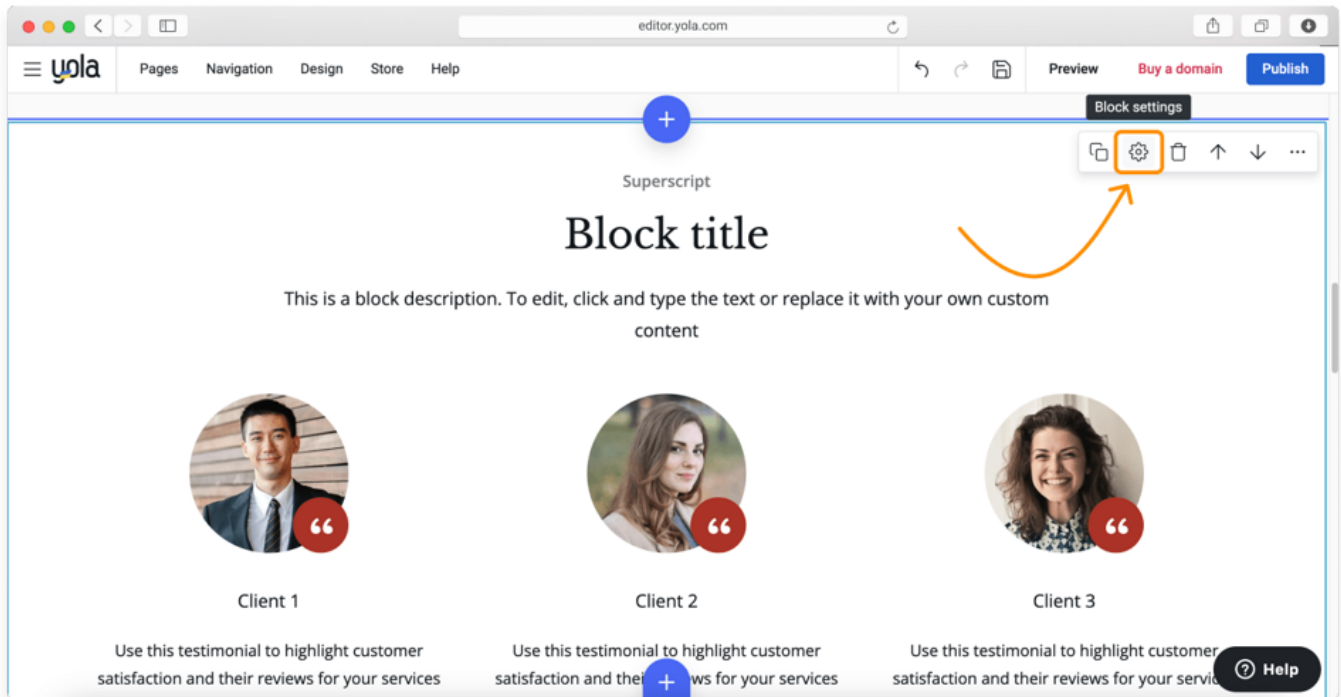 editor.yola.com
yola Pages Navigation Design Store Help Preview Buy a domain Publish
Block settings
Superscript
Block title
This is a block description. To edit, click and type the text or replace it with your own custom
content
Client 1 Client 2 Client 3
Use this testimonial to highlight customer Use this testimonial to highlight customer Use this testimonial to highlight customer
satisfaction and their reviews for your services satisfaction and ws for your services satisfaction and their reviews for your
Help